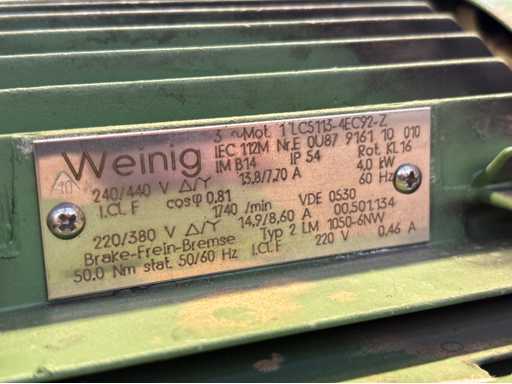 Weinig
3 ~Mot. 1 LC5113-4EC92-Z
IEC 112M Nr.E 0U87 9161 10 010
IM B14 IP 54 Rot. KL 16
240/440 V Δ/Y 13,8/7,70 A 4,0 kW
I.CL F cosφ 0,81 60 Hz
1740 /min VDE 0530
220/380 V Δ/Y 14,9/8,60 A 00.501.134
Brake-Frein-Bremse Typ 2 LM 1050-6NW
50.0 Nm stat. 50/60 Hz I.Cl.F 220 V 0,46 A